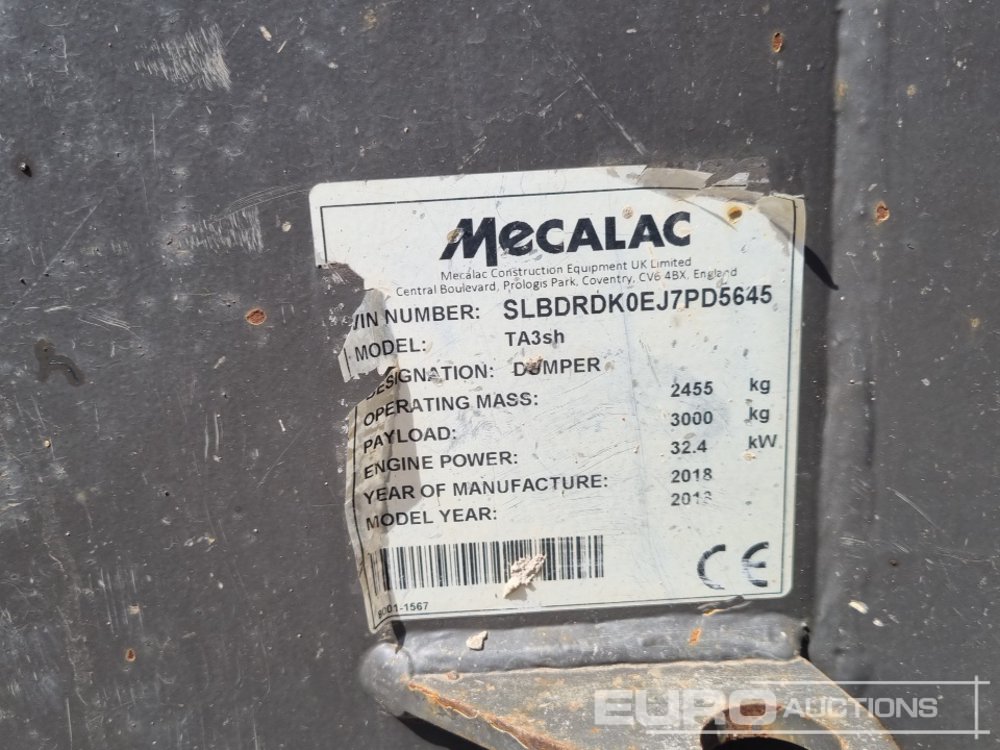 MECALAC
Mecalac Construction Equipment UK Limited
Central Boulevard, Prologis Park, Coventry, CV6 4BX, England
VIN NUMBER: SLBDRDK0EJ7PD5645
MODEL: TA3sh
DESIGNATION: DUMPER
OPERATING MASS: 2455 kg
PAYLOAD: 3000 kg
ENGINE POWER: 32.4 kW
YEAR OF MANUFACTURE: 2018
MODEL YEAR: 2018
CE
EURO AUCTIONS